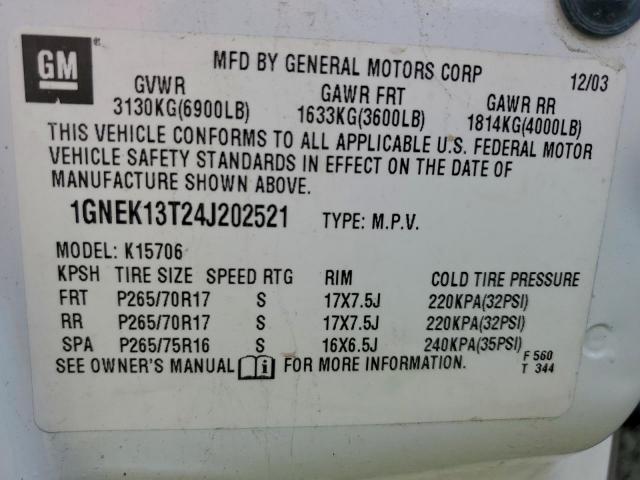 GM
MFD BY GENERAL MOTORS CORP 12/03
GVWR GAWR FRT GAWR RR
3130KG(6900LB) 1633KG(3600LB) 1814KG(4000LB)
THIS VEHICLE CONFORMS TO ALL APPLICABLE U.S. FEDERAL MOTOR
VEHICLE SAFETY STANDARDS IN EFFECT ON THE DATE OF
MANUFACTURE SHOWN ABOVE.
1GNEK13T24J202521 TYPE: M.P.V.
MODEL: K15706
KPSH TIRE SIZE SPEED RTG RIM COLD TIRE PRESSURE
FRT P265/70R17 S 17X7.5J 220KPA(32PSI)
RR P265/70R17 S 17X7.5J 220KPA(32PSI)
SPA P265/75R16 S 16X6.5J 240KPA(35PSI)
SEE OWNER'S MANUAL i FOR MORE INFORMATION.
F 560
T 344